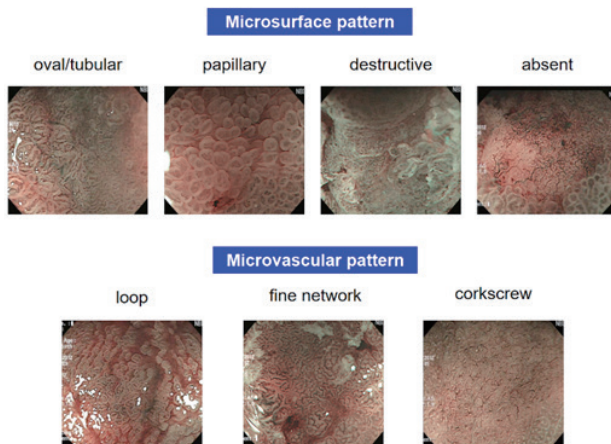 Microsurface pattern
oval/tubular papillary destructive absent
Microvascular pattern
loop fine network corkscrew